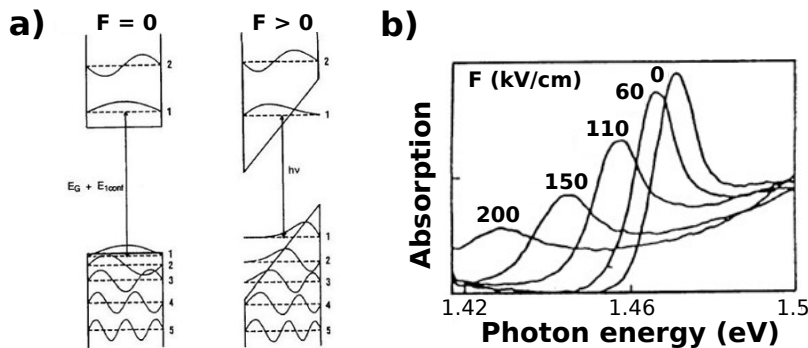 a)
F = 0
F > 0
2
1
E_G + E_1conf
1
2
3
4
5
2
1
hν
1
2
3
4
5
b)
F (kV/cm)
0
60
110
150
200
Absorption
1.42
1.46
1.5
Photon energy (eV)